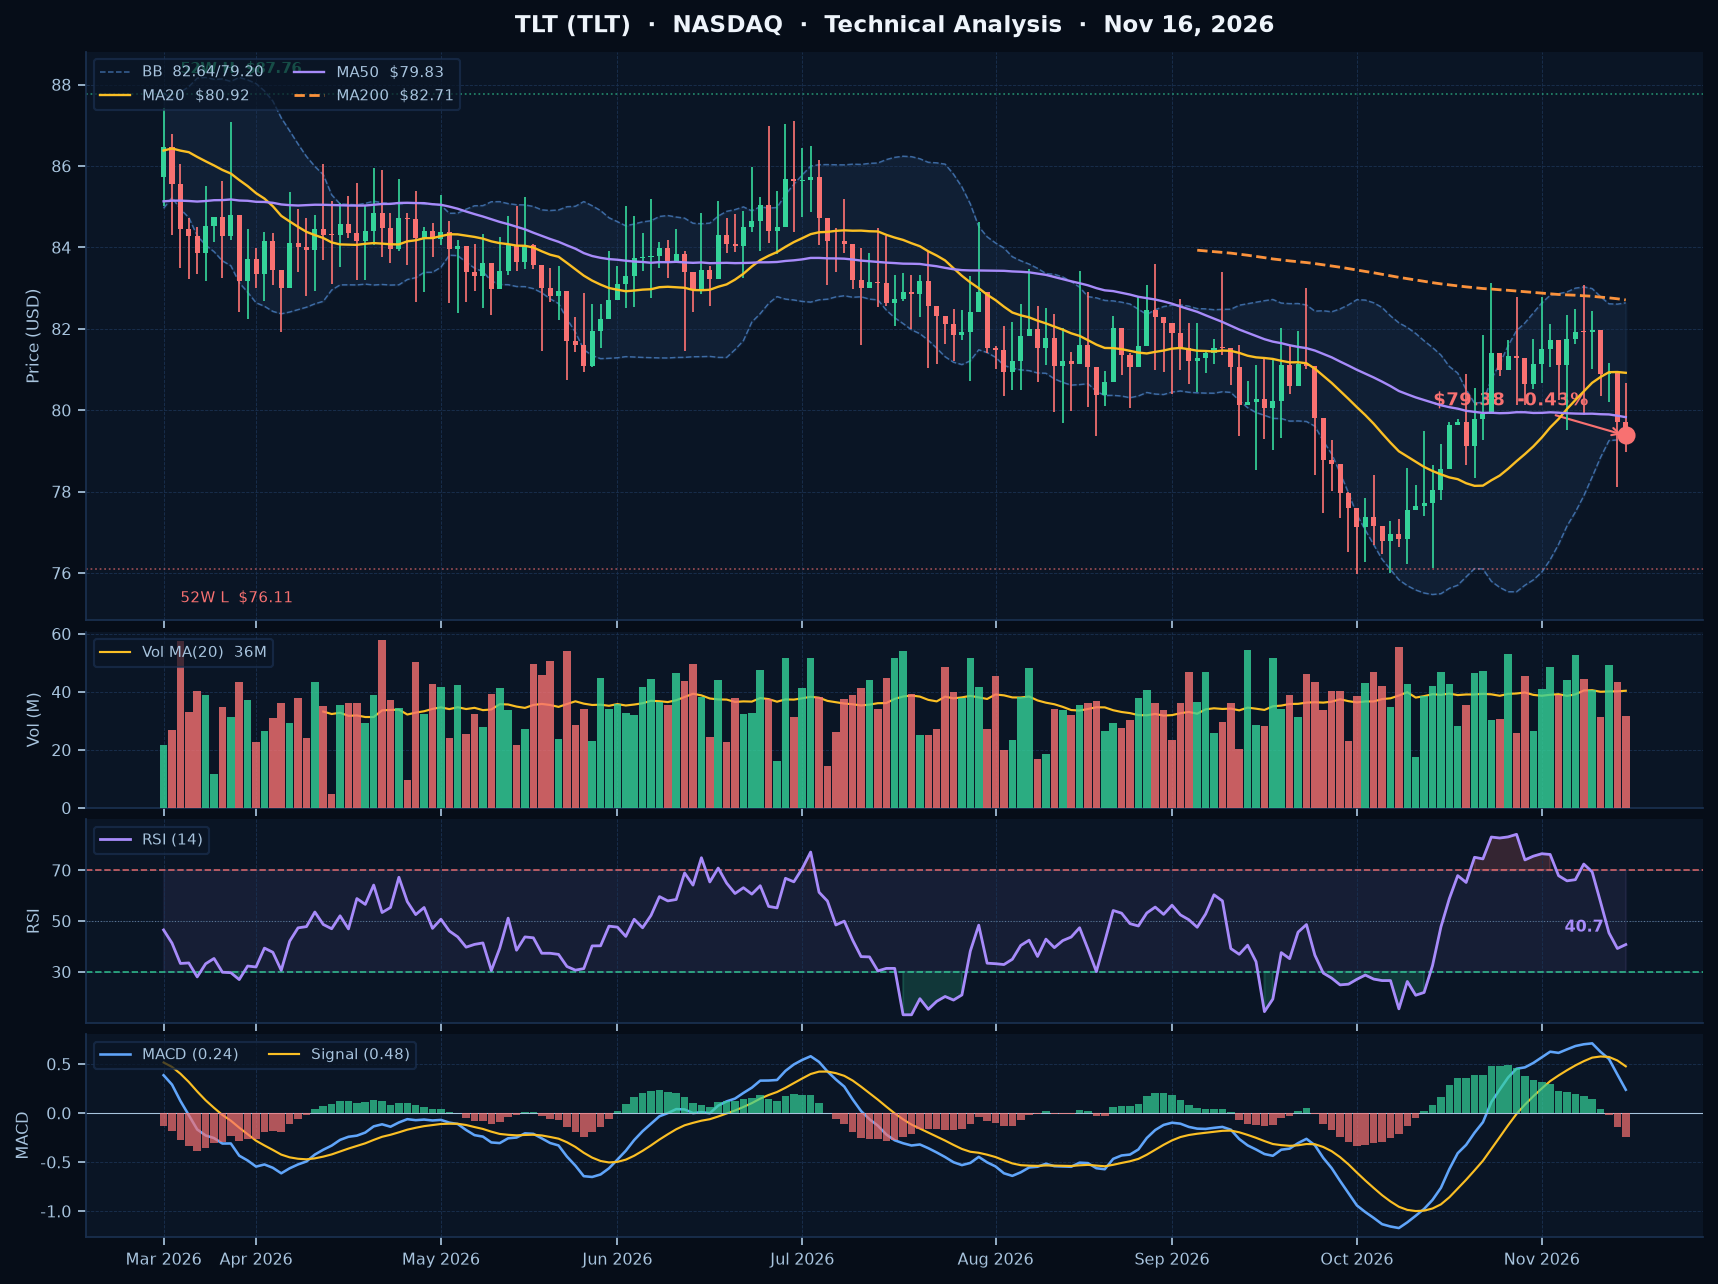 TLT (TLT) · NASDAQ · Technical Analysis · Nov 16, 2026
52W H $87.76
BB 82.64/79.20
MA50 $79.83
MA20 $80.92
MA200 $82.71
Price (USD)
88
86
84
82
80
78
76
$79.38 -0.43%
52W L $76.11
Vol MA(20) 36M
Vol (M)
60
40
20
0
RSI (14)
RSI
70
50
30
40.7
MACD (0.24)
Signal (0.48)
MACD
0.5
0.0
-0.5
-1.0
Mar 2026
Apr 2026
May 2026
Jun 2026
Jul 2026
Aug 2026
Sep 2026
Oct 2026
Nov 2026